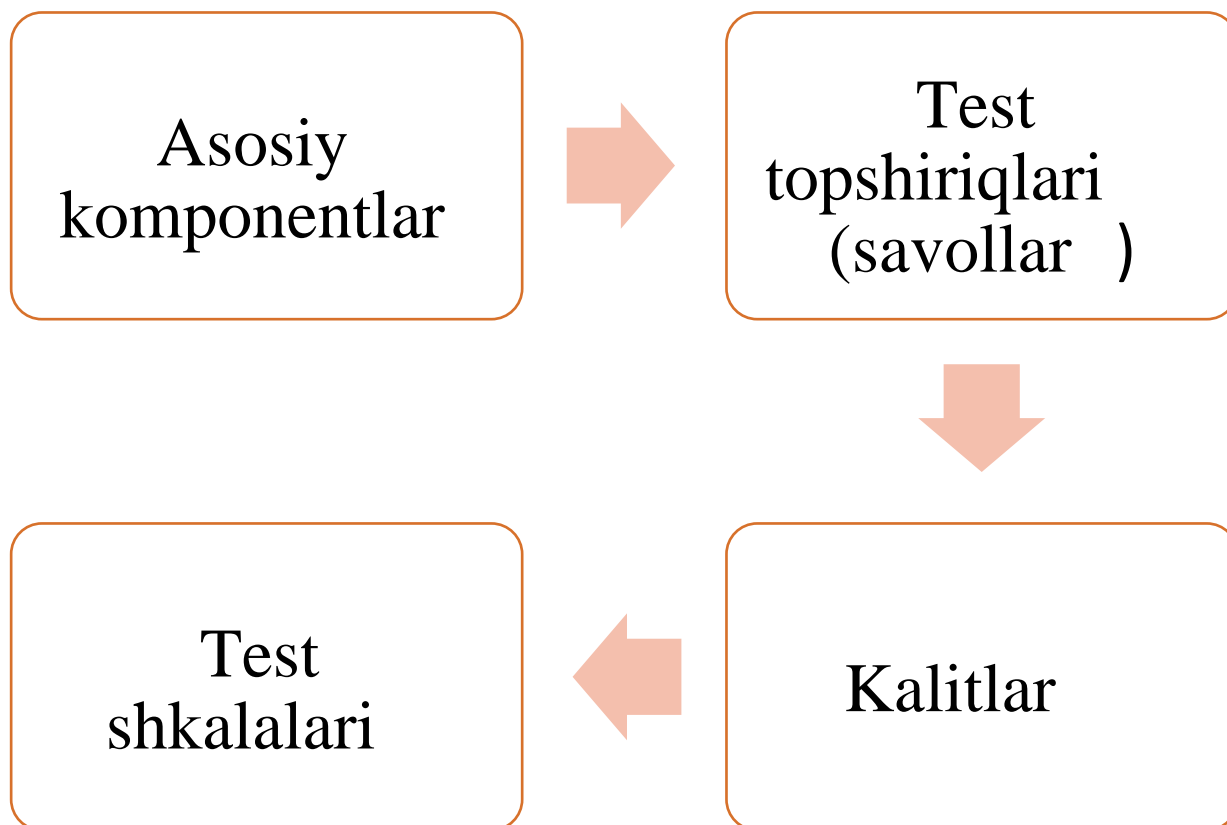 Asosiy
komponentlar
Test
topshiriqlari
(savollar )
Kalitlar
Test
shkalalari